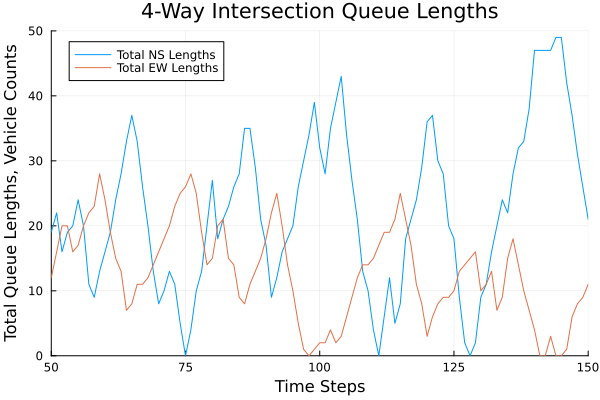 4-Way Intersection Queue Lengths
Total Queue Lengths, Vehicle Counts
50
40
30
20
10
0
Total NS Lengths
Total EW Lengths
50
75
100
125
150
Time Steps